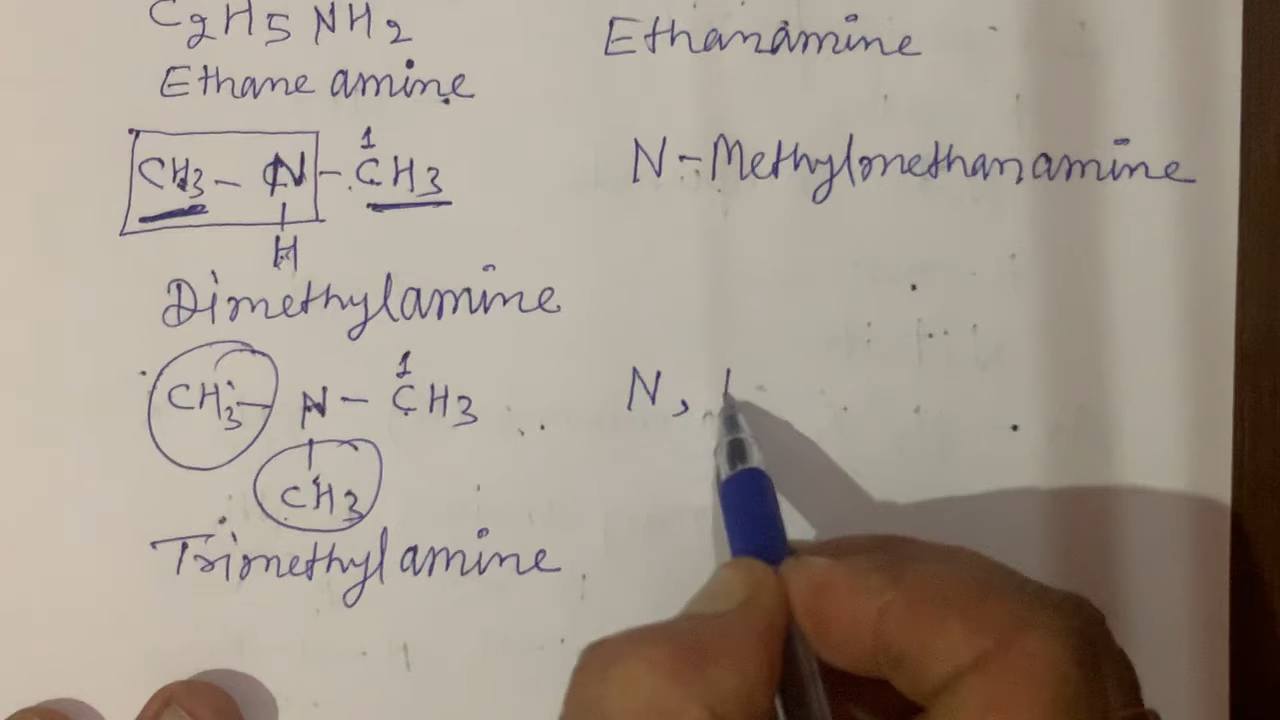 C2H5NH2 Ethanamine
Ethane amine
1
CH3 - N - CH3 N-Methylmethanamine
H
Dimethylamine
1
CH3 - N - CH3 N,
CH3
Trimethylamine